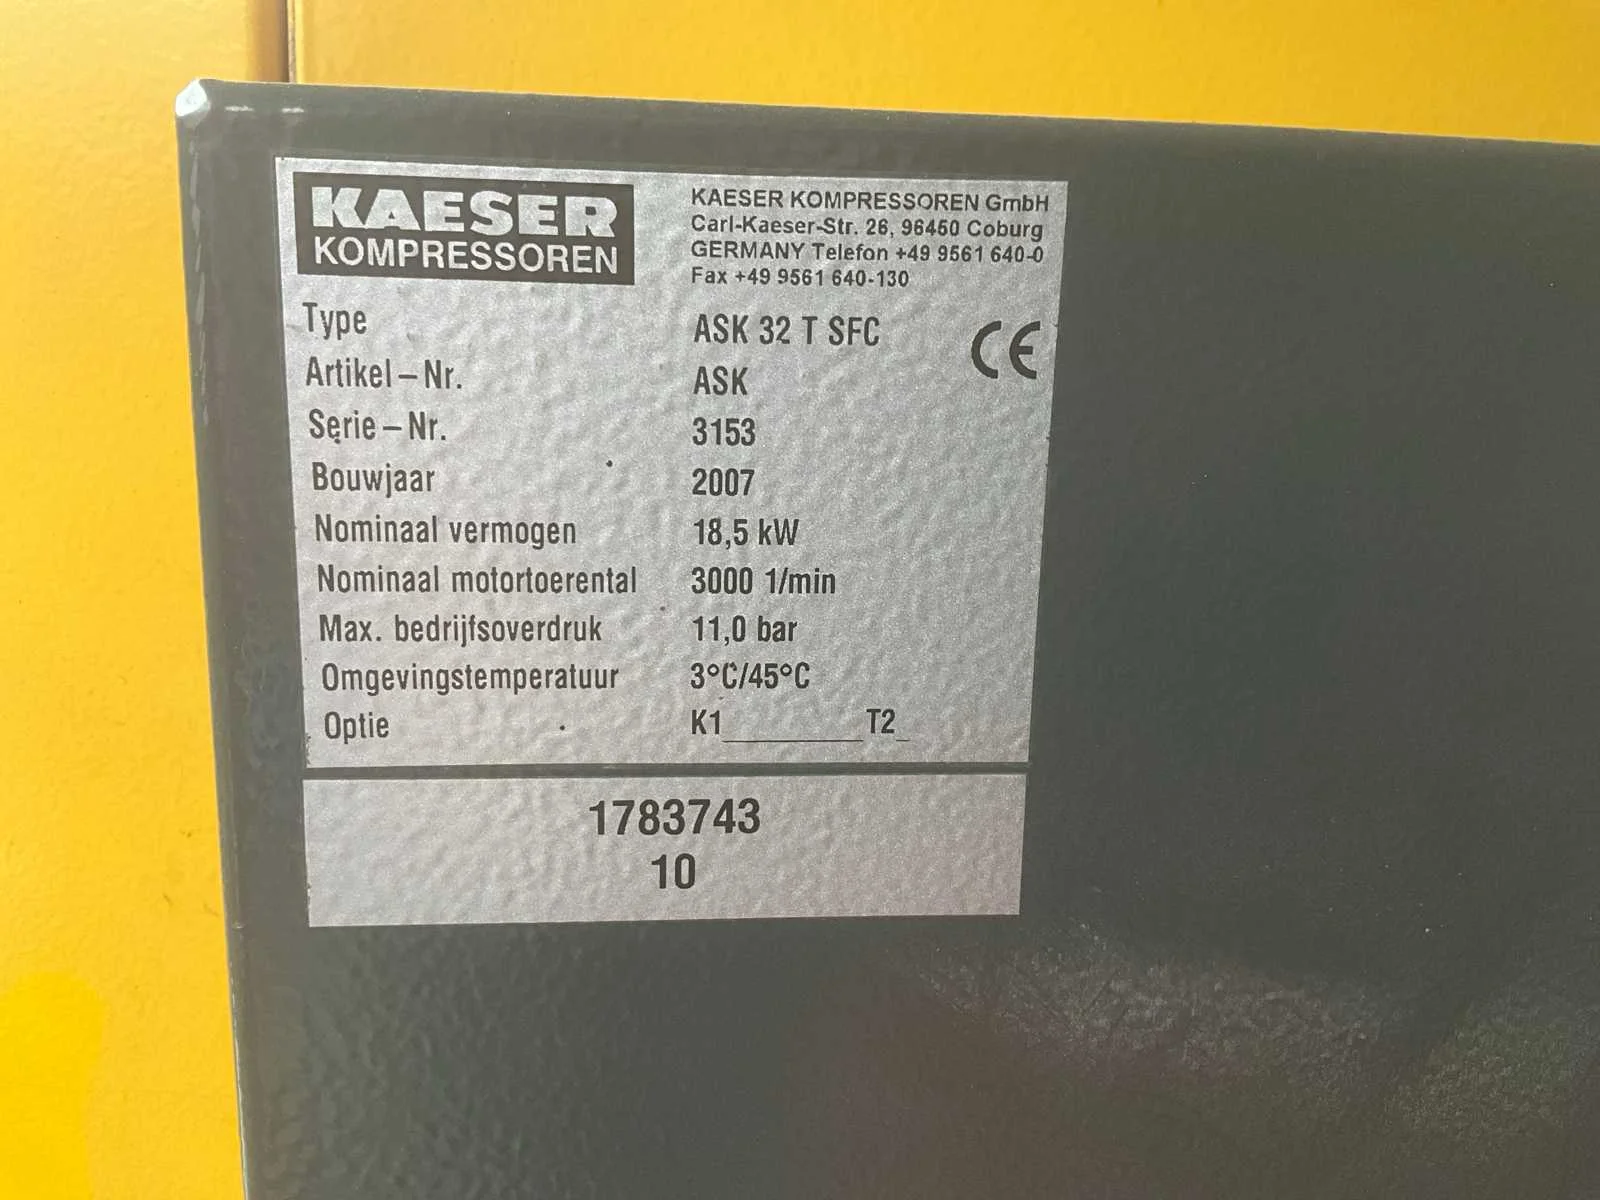 KAESER
KOMPRESSOREN
KAESER KOMPRESSOREN GmbH
Carl-Kaeser-Str. 26, 96450 Coburg
GERMANY Telefon +49 9561 640-0
Fax +49 9561 640-130
Type ASK 32 T SFC
CE
Artikel – Nr. ASK
Serie – Nr. 3153
Bouwjaar 2007
Nominaal vermogen 18,5 kW
Nominaal motortoerental 3000 1/min
Max. bedrijfsoverdruk 11,0 bar
Omgevingstemperatuur 3°C/45°C
Optie K1________T2_
1783743
10